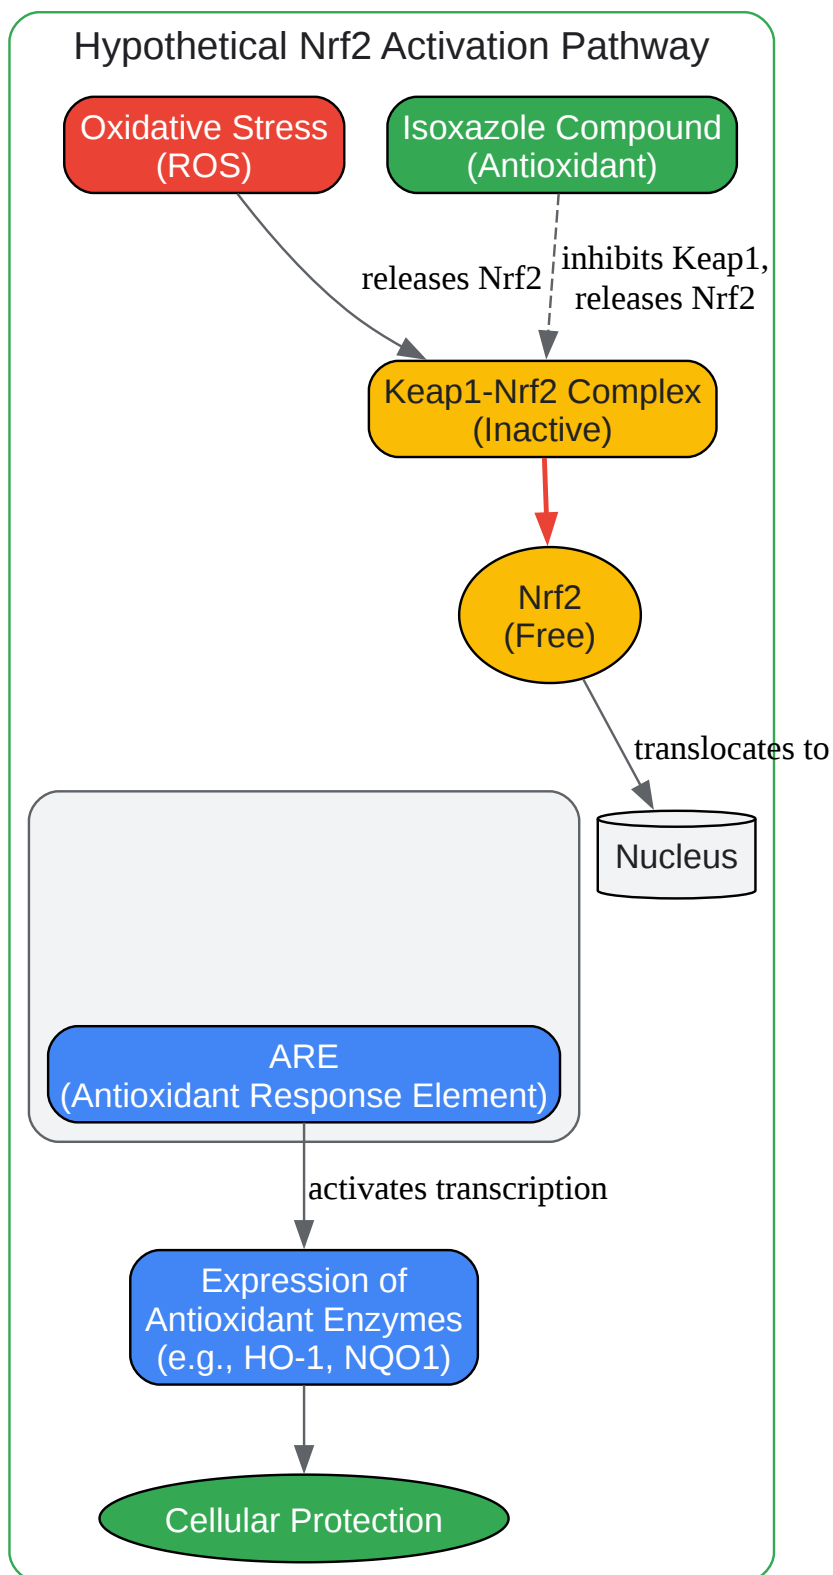 Hypothetical Nrf2 Activation Pathway
Oxidative Stress
(ROS)
Isoxazole Compound
(Antioxidant)
releases Nrf2
inhibits Keap1,
releases Nrf2
Keap1-Nrf2 Complex
(Inactive)
Nrf2
(Free)
translocates to
Nucleus
ARE
(Antioxidant Response Element)
activates transcription
Expression of
Antioxidant Enzymes
(e.g., HO-1, NQO1)
Cellular Protection